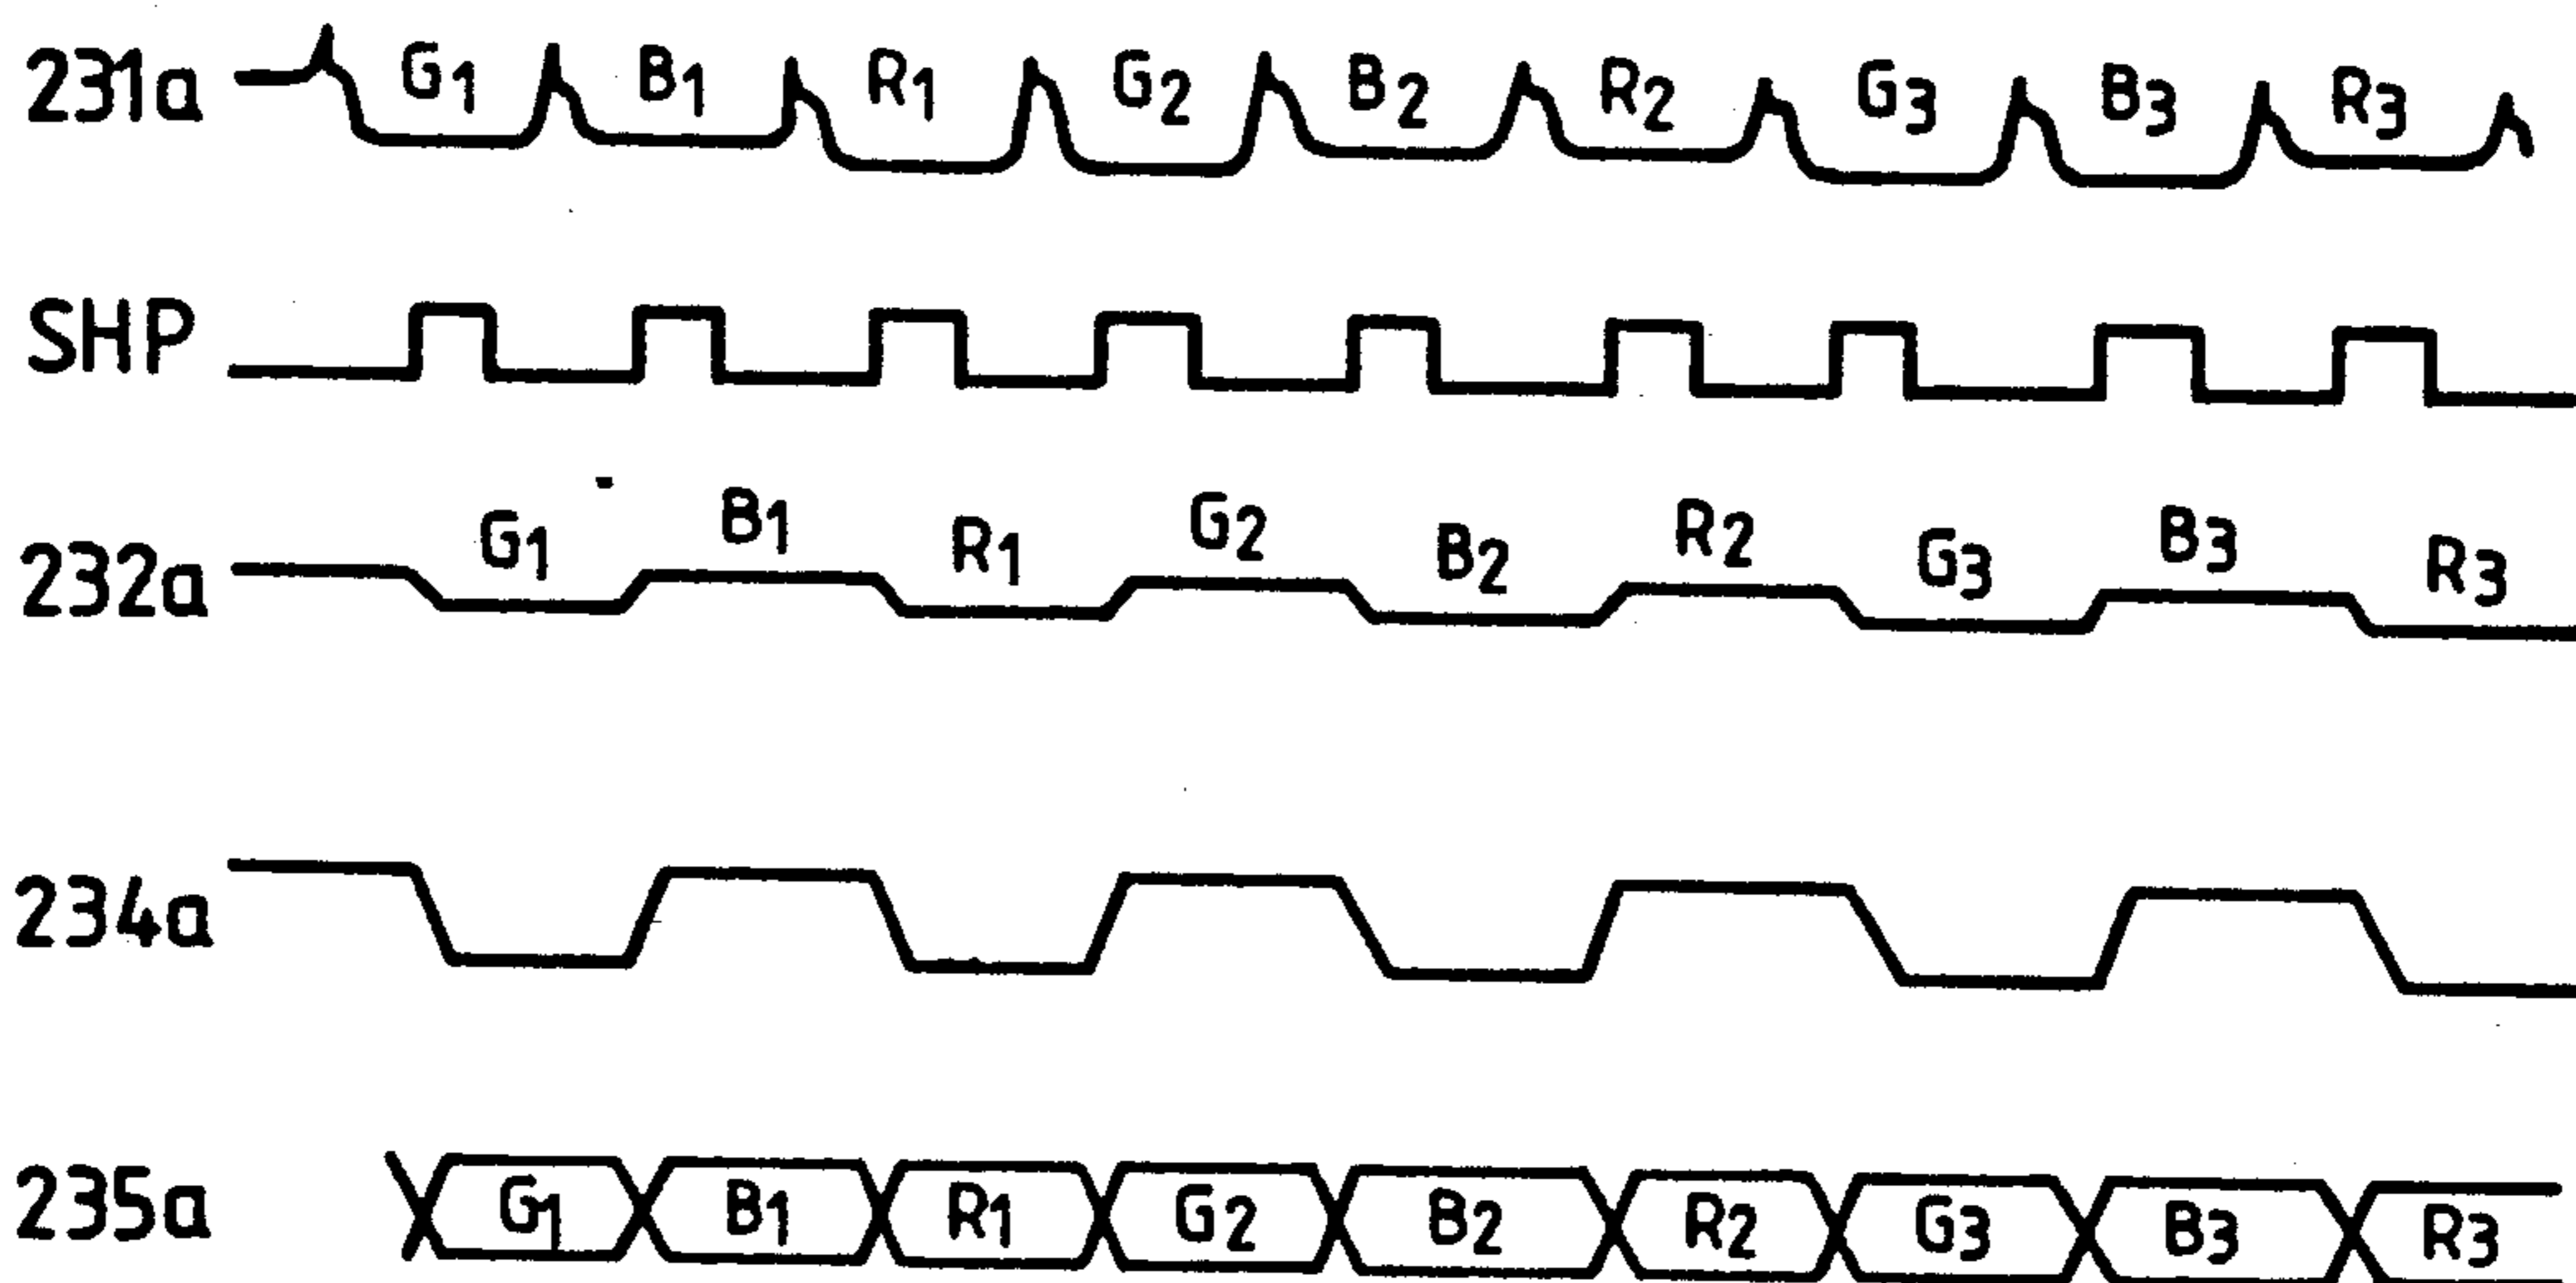 231a G1 B1 R1 G2 B2 R2 G3 B3 R3
SHP
232a G1 B1 R1 G2 B2 R2 G3 B3 R3
234a
235a G1 B1 R1 G2 B2 R2 G3 B3 R3